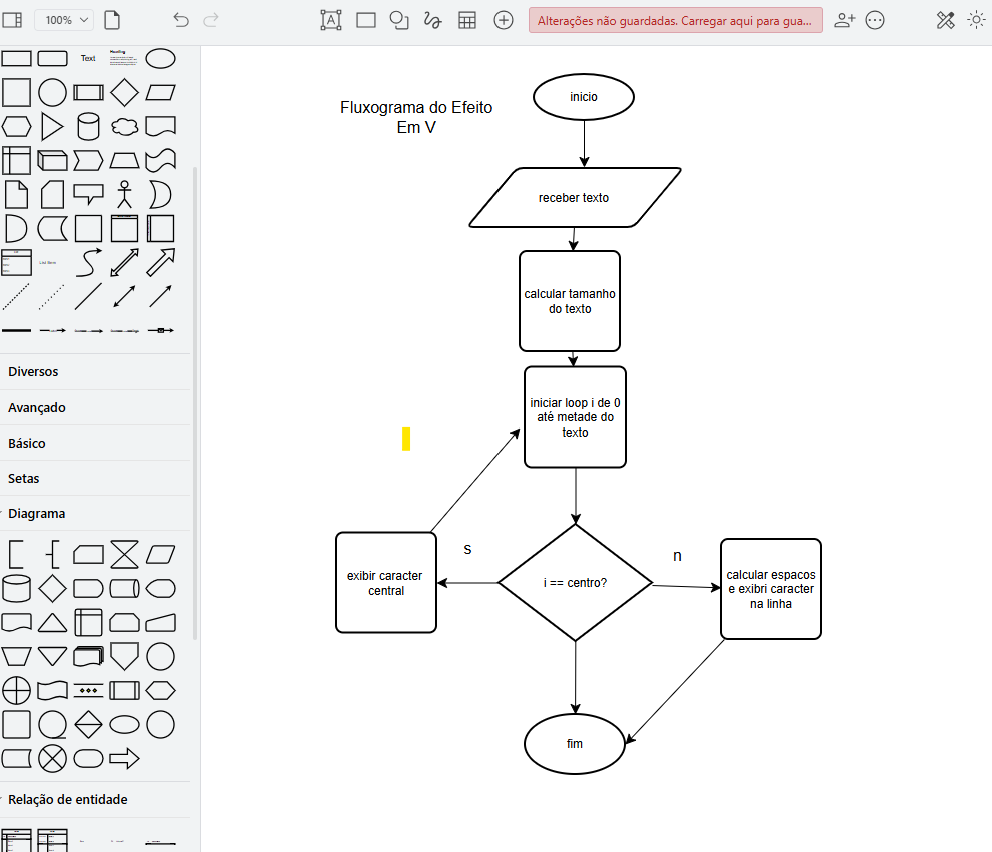 100%
Alterações não guardadas. Carregar aqui para gua...
Text
Heading
Diversos
Avançado
Básico
Setas
Diagrama
Relação de entidade
Fluxograma do Efeito
Em V
inicio
receber texto
calcular tamanho
do texto
iniciar loop i de 0
até metade do
texto
s
n
exibir caracter
central
i == centro?
calcular espacos
e exibri caracter
na linha
fim